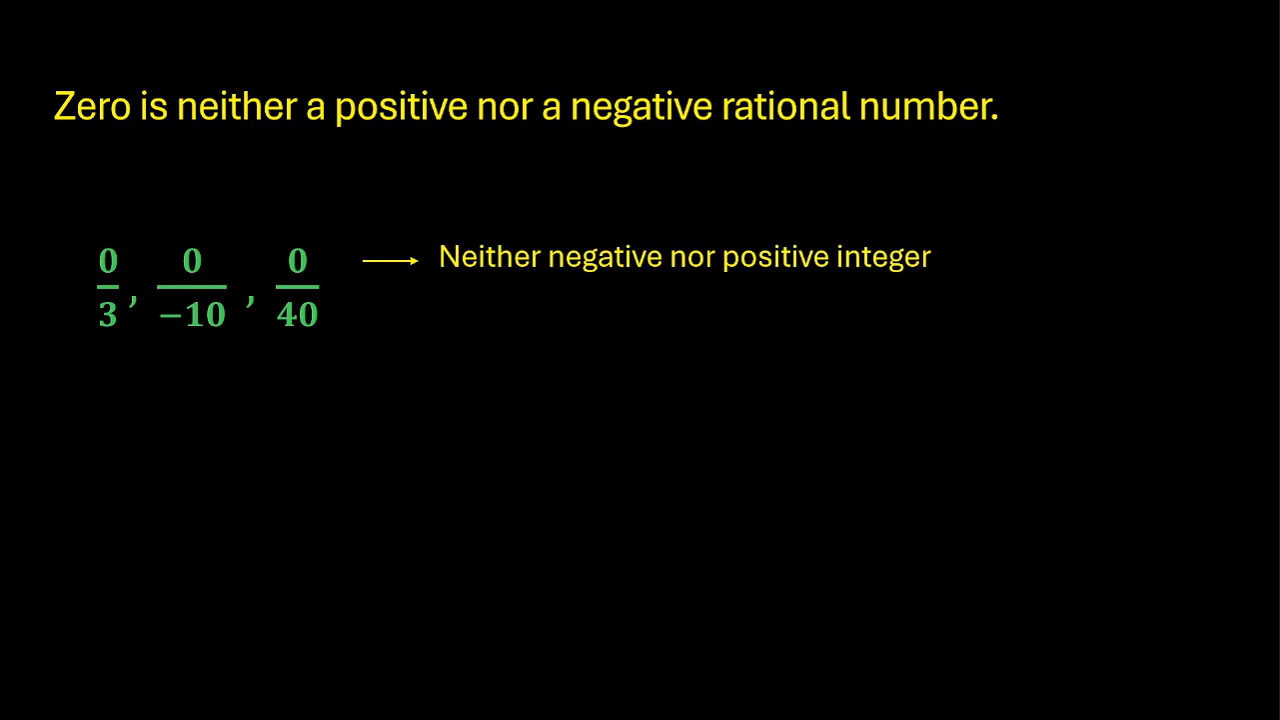 Zero is neither a positive nor a negative rational number.
0/3 , 0/−10 , 0/40 → Neither negative nor positive integer